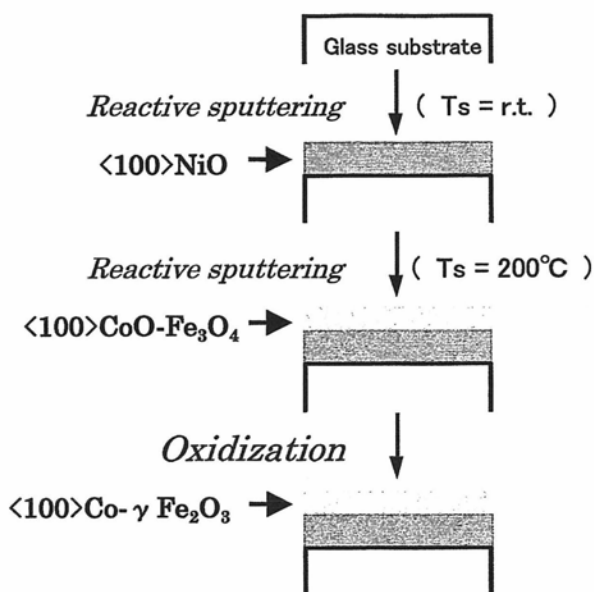 Glass substrate
Reactive sputtering ( Ts = r.t. )
<100>NiO
Reactive sputtering ( Ts = 200℃ )
<100>CoO-Fe₃O₄
Oxidization
<100>Co- γ Fe₂O₃